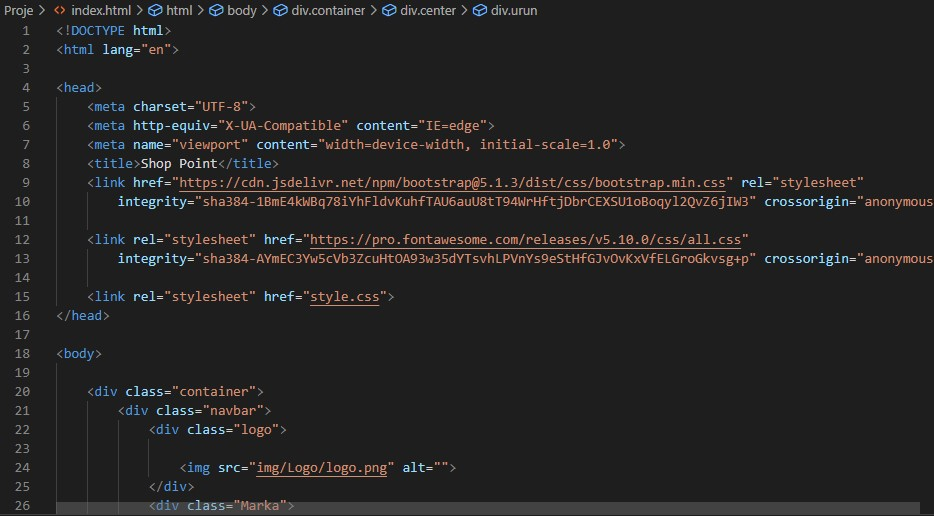 Proje > index.html > html > body > div.container > div.center > div.urun
1 <!DOCTYPE html>
2 <html lang="en">
3
4 <head>
5 <meta charset="UTF-8">
6 <meta http-equiv="X-UA-Compatible" content="IE=edge">
7 <meta name="viewport" content="width=device-width, initial-scale=1.0">
8 <title>Shop Point</title>
9 <link href="https://cdn.jsdelivr.net/npm/bootstrap@5.1.3/dist/css/bootstrap.min.css" rel="stylesheet"
10 integrity="sha384-1BmE4kWBq78iYhFldvKuhfTAU6auU8tT94WrHftjDbrCEXSU1oBoqyl2QvZ6jIW3" crossorigin="anonymous
11
12 <link rel="stylesheet" href="https://pro.fontawesome.com/releases/v5.10.0/css/all.css"
13 integrity="sha384-AYmEC3Yw5cVb3ZcuHtOA93w35dYTsvhLPVnYs9eStHfGJvOvKxVfELGroGkvsg+p" crossorigin="anonymous
14
15 <link rel="stylesheet" href="style.css">
16 </head>
17
18 <body>
19
20 <div class="container">
21 <div class="navbar">
22 <div class="logo">
23
24 <img src="img/Logo/logo.png" alt="">
25 </div>
26 <div class="Marka">